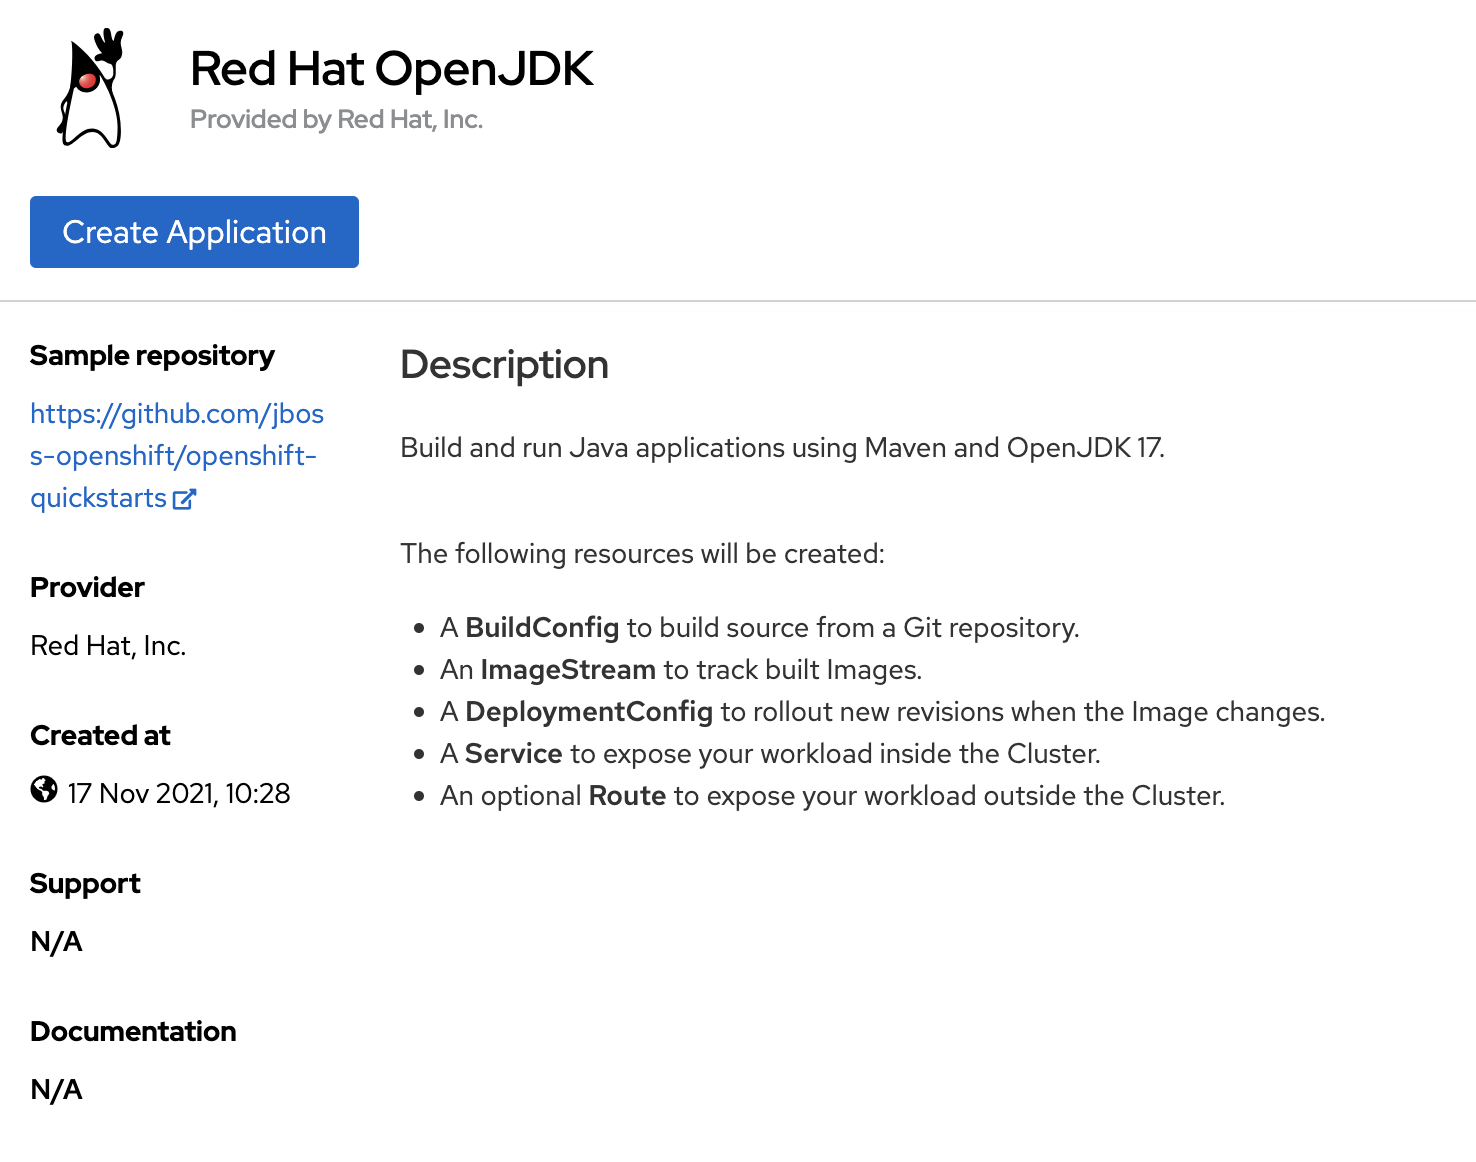 Red Hat OpenJDK
Provided by Red Hat, Inc.
Create Application
Sample repository
https://github.com/jbos
s-openshift/openshift-
quickstarts
Provider
Red Hat, Inc.
Created at
17 Nov 2021, 10:28
Support
N/A
Documentation
N/A
Description
Build and run Java applications using Maven and OpenJDK 17.
The following resources will be created:
• A BuildConfig to build source from a Git repository.
• An ImageStream to track built Images.
• A DeploymentConfig to rollout new revisions when the Image changes.
• A Service to expose your workload inside the Cluster.
• An optional Route to expose your workload outside the Cluster.